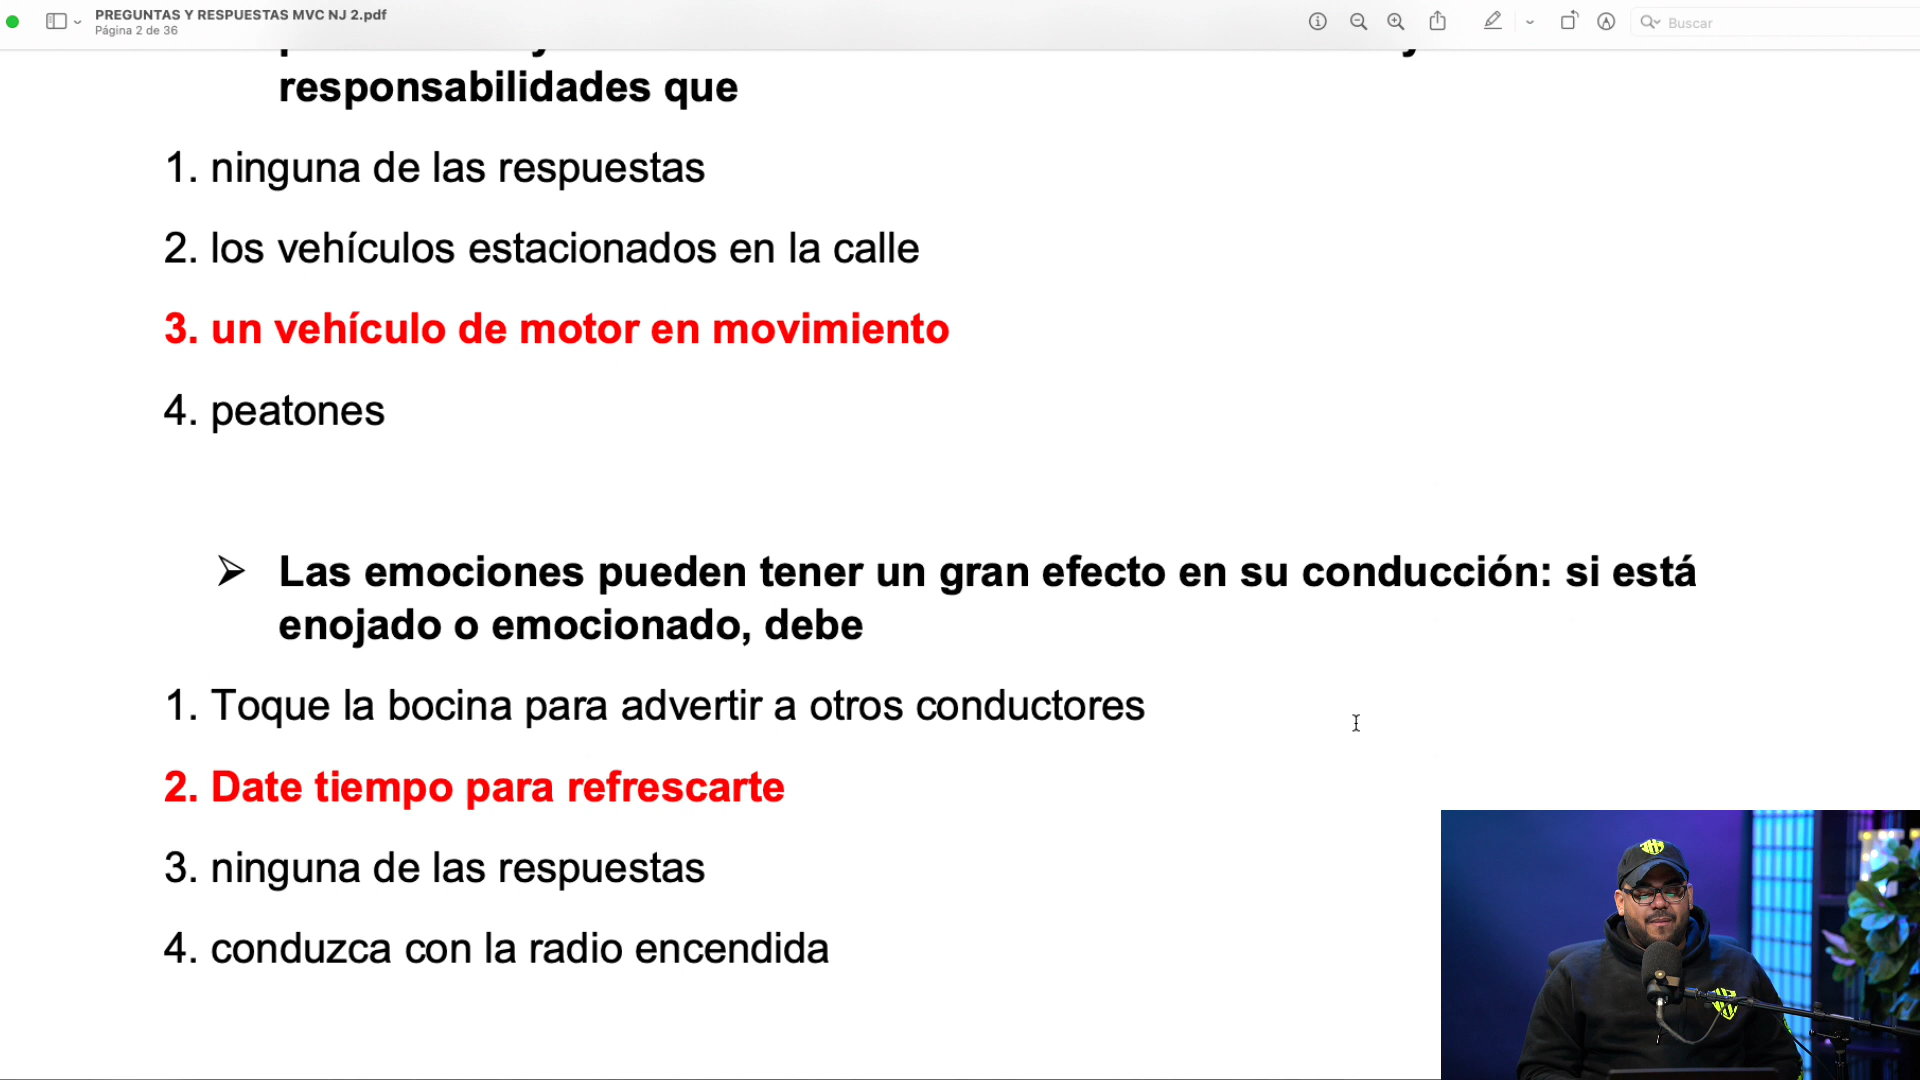 PREGUNTAS Y RESPUESTAS MVC NJ 2.pdf
Página 2 de 36
Buscar
responsabilidades que
1. ninguna de las respuestas
2. los vehículos estacionados en la calle
3. un vehículo de motor en movimiento
4. peatones
➢ Las emociones pueden tener un gran efecto en su conducción: si está
enojado o emocionado, debe
1. Toque la bocina para advertir a otros conductores
2. Date tiempo para refrescarte
3. ninguna de las respuestas
4. conduzca con la radio encendida